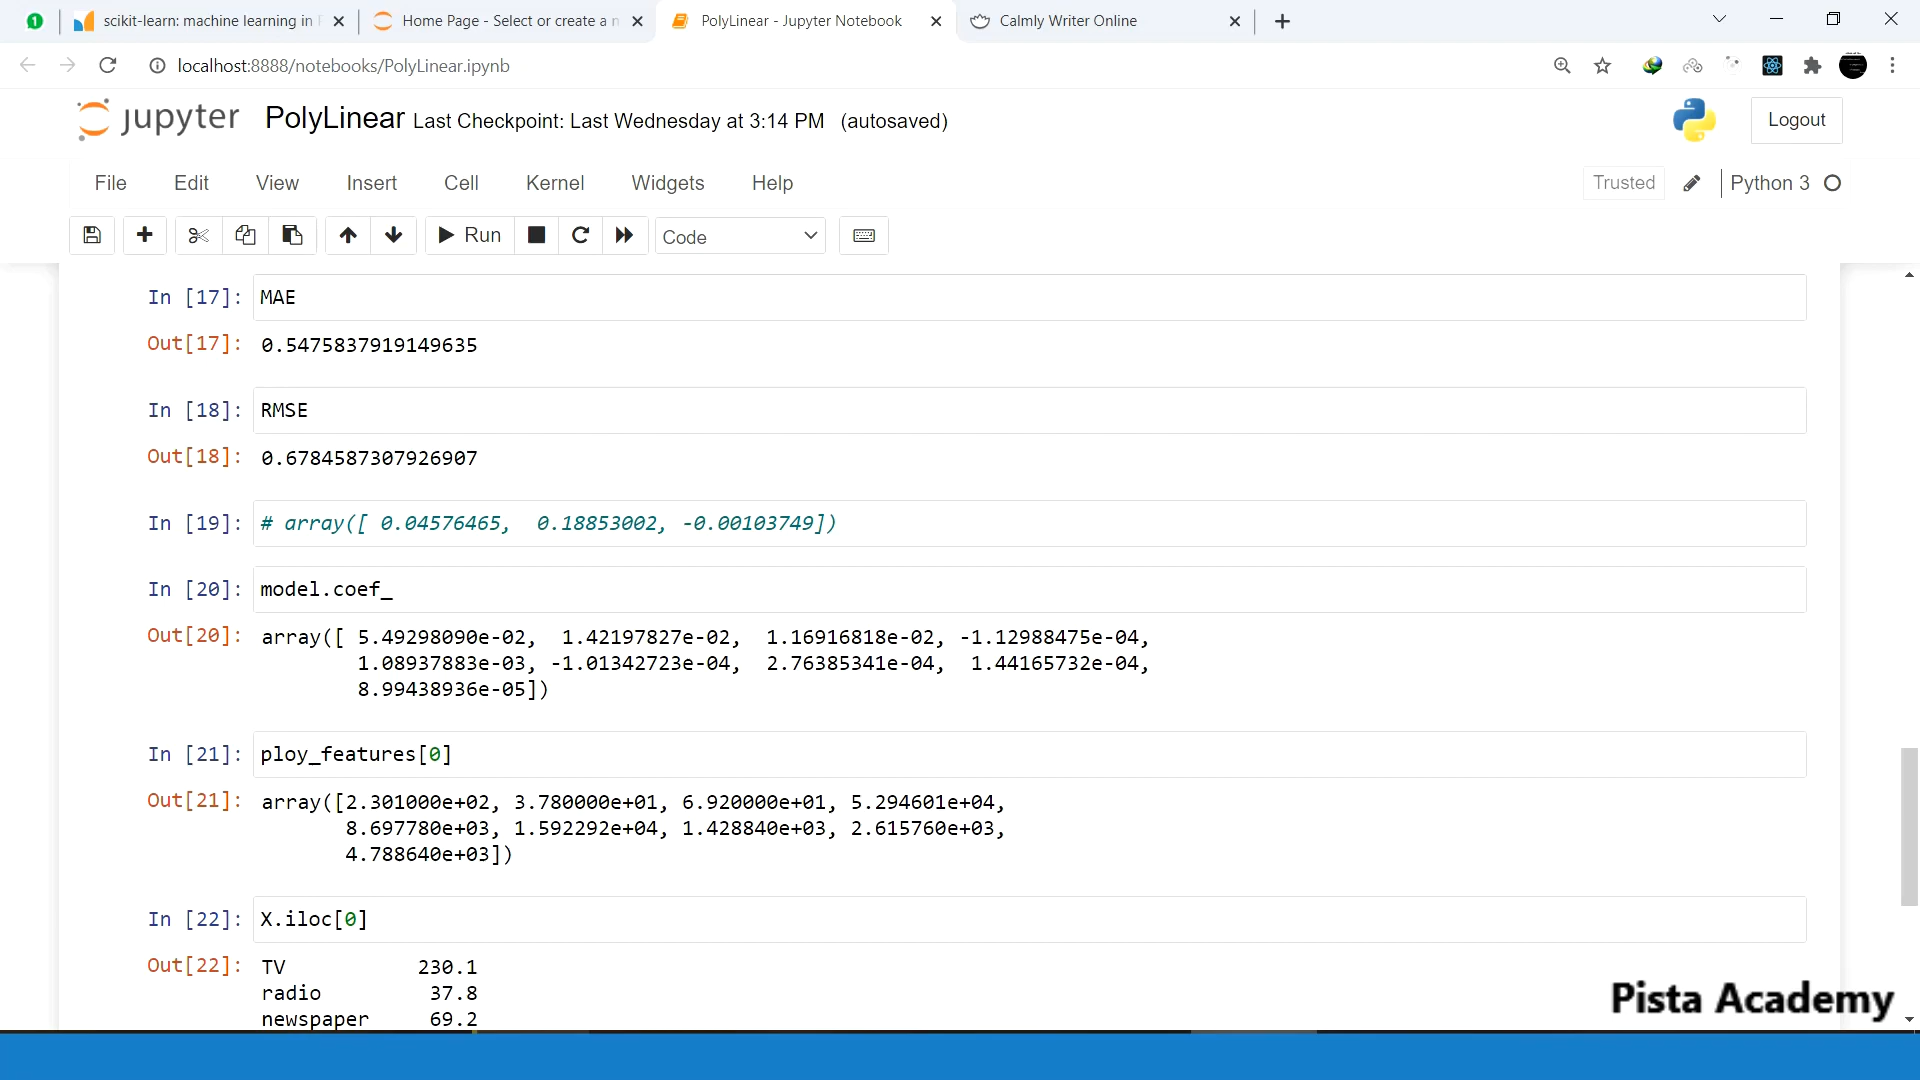 1
scikit-learn: machine learning in P
Home Page - Select or create a n
PolyLinear - Jupyter Notebook
Calmly Writer Online
localhost:8888/notebooks/PolyLinear.ipynb
jupyter PolyLinear Last Checkpoint: Last Wednesday at 3:14 PM (autosaved)
Logout
File Edit View Insert Cell Kernel Widgets Help
Trusted
Python 3
Run
Code
In [17]: MAE
Out[17]: 0.5475837919149635
In [18]: RMSE
Out[18]: 0.6784587307926907
In [19]: # array([ 0.04576465,  0.18853002, -0.00103749])
In [20]: model.coef_
Out[20]: array([ 5.49298090e-02,  1.42197827e-02,  1.16916818e-02, -1.12988475e-04,
1.08937883e-03, -1.01342723e-04,  2.76385341e-04,  1.44165732e-04,
8.99438936e-05])
In [21]: ploy_features[0]
Out[21]: array([2.301000e+02, 3.780000e+01, 6.920000e+01, 5.294601e+04,
8.697780e+03, 1.592292e+04, 1.428840e+03, 2.615760e+03,
4.788640e+03])
In [22]: X.iloc[0]
Out[22]: TV 230.1
radio 37.8
newspaper 69.2
Pista Academy